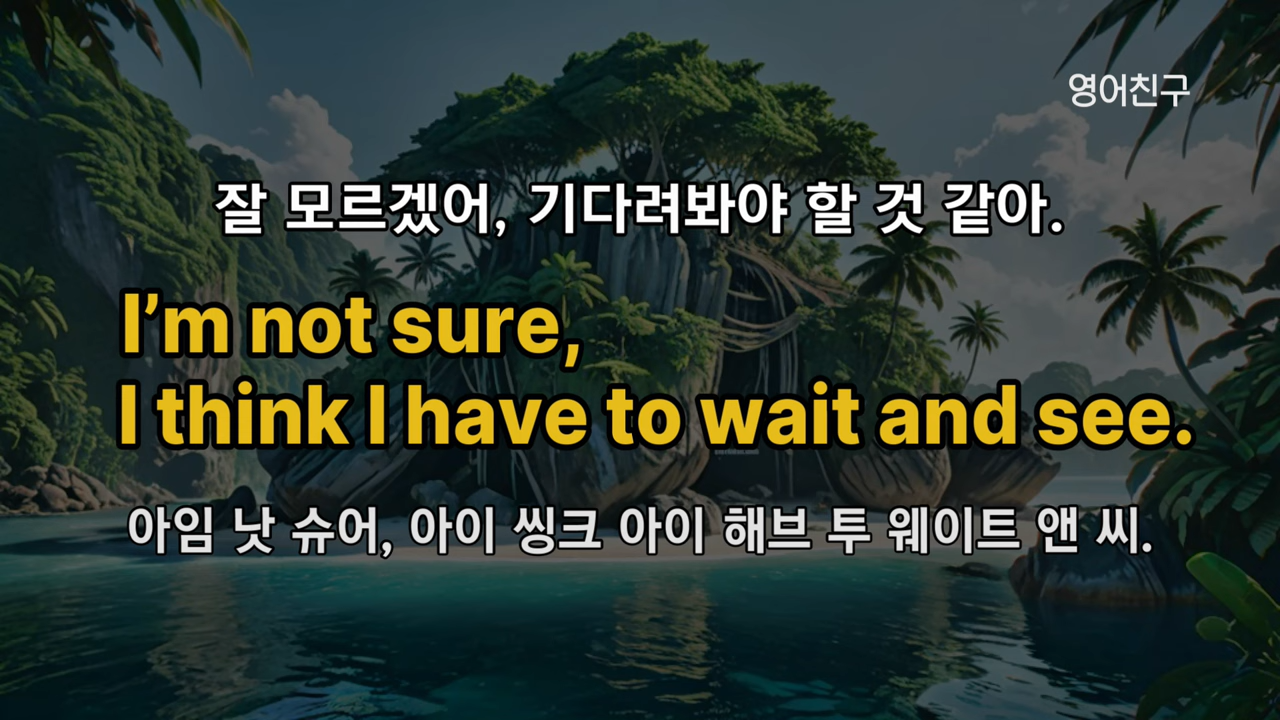 영어친구
잘 모르겠어, 기다려봐야 할 것 같아.
I’m not sure,
I think I have to wait and see.
아임 낫 슈어, 아이 씽크 아이 해브 투 웨이트 앤 씨.